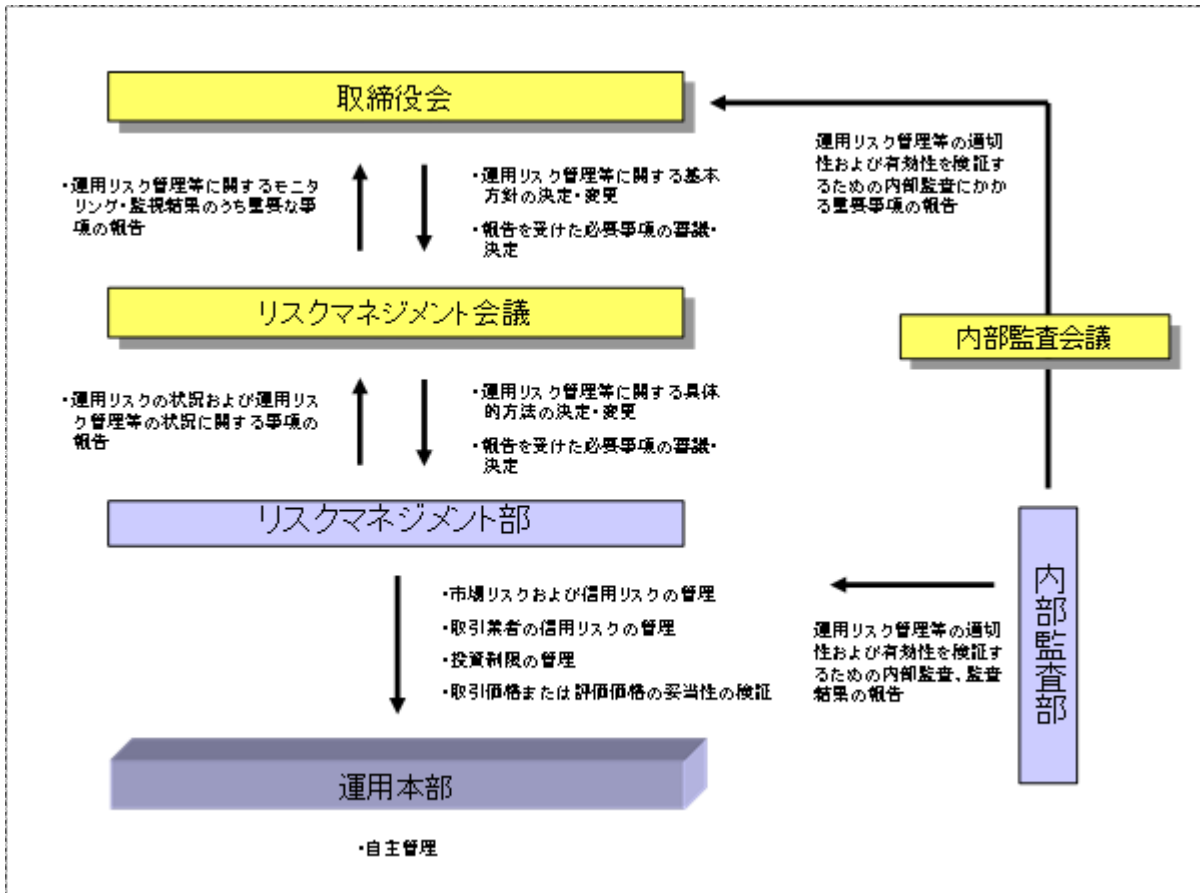 取締役会
・運用リスク管理等に関するモニタ
リング・監視結果のうち重要な事
項の報告
・運用リスク管理等に関する基本
方針の決定・変更
・報告を受けた必要事項の審議・
決定
運用リスク管理等の適切
性および有効性を検証す
るための内部監査にかか
る重要事項の報告
リスクマネジメント会議
内部監査会議
・運用リスクの状況および運用リス
ク管理等の状況に関する事項の
報告
・運用リスク管理等に関する具体
的方法の決定・変更
・報告を受けた必要事項の審議・
決定
リスクマネジメント部
内部監査部
・市場リスクおよび信用リスクの管理
・取引業者の信用リスクの管理
・投資制限の管理
・取引価格または評価価格の妥当性の検証
運用リスク管理等の適切
性および有効性を検証す
るための内部監査、監査
結果の報告
運用本部
・自主管理